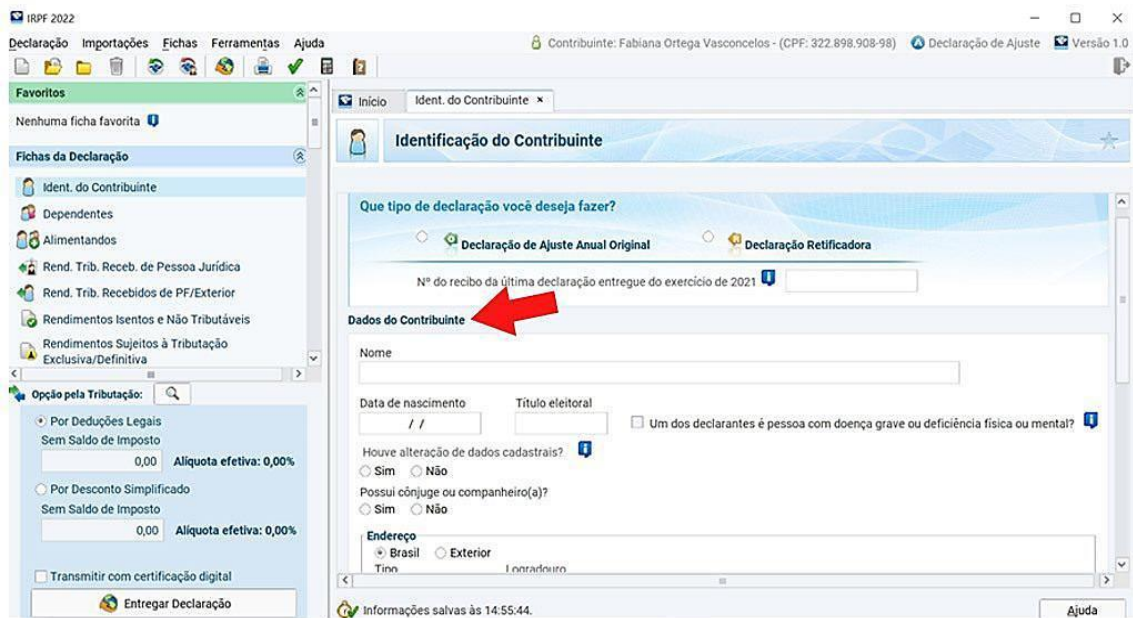 IRPF 2022
Declaração Importações Fichas Ferramentas Ajuda
Contribuinte: Fabiana Ortega Vasconcelos - (CPF: 322.898.908-98) Declaração de Ajuste Versão 1.0
Favoritos
Nenhuma ficha favorita
Fichas da Declaração
Ident. do Contribuinte
Dependentes
Alimentandos
Rend. Trib. Receb. de Pessoa Jurídica
Rend. Trib. Recebidos de PF/Exterior
Rendimentos Isentos e Não Tributáveis
Rendimentos Sujeitos à Tributação
Exclusiva/Definitiva
Opção pela Tributação:
Por Deduções Legais
Sem Saldo de Imposto
0,00 Alíquota efetiva: 0,00%
Por Desconto Simplificado
Sem Saldo de Imposto
0,00 Alíquota efetiva: 0,00%
Transmitir com certificação digital
Entregar Declaração
Início Ident. do Contribuinte ×
Identificação do Contribuinte
Que tipo de declaração você deseja fazer?
Declaração de Ajuste Anual Original Declaração Retificadora
Nº do recibo da última declaração entregue do exercício de 2021
Dados do Contribuinte
Nome
Data de nascimento Título eleitoral
/ / Um dos declarantes é pessoa com doença grave ou deficiência física ou mental?
Houve alteração de dados cadastrais?
Sim Não
Possui cônjuge ou companheiro(a)?
Sim Não
Endereço
Brasil Exterior
Tipo Logradouro
Informações salvas às 14:55:44.
Ajuda